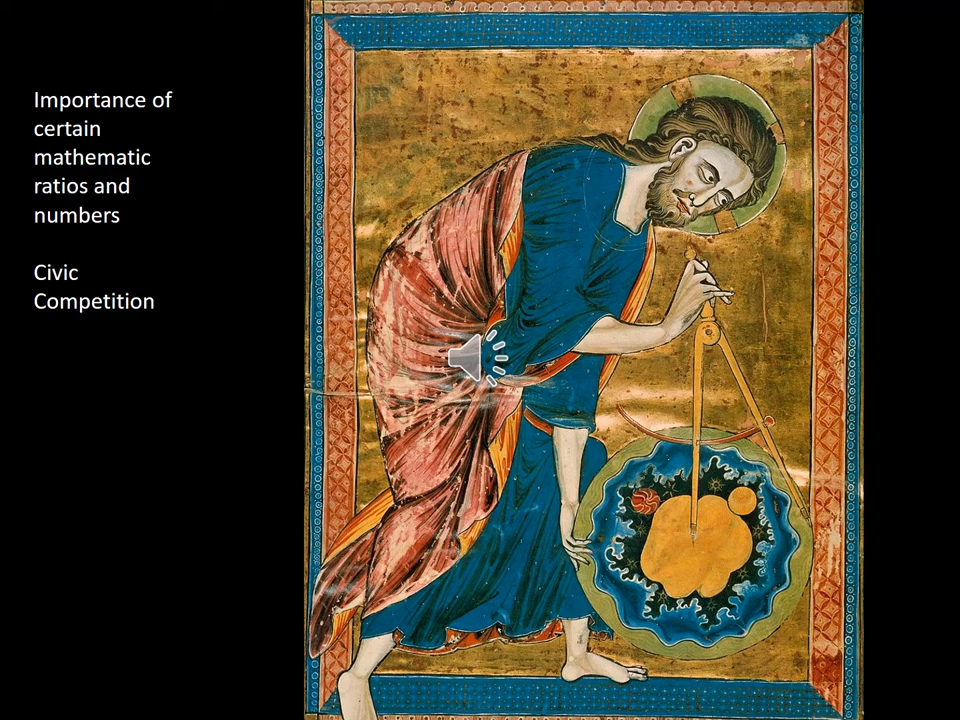 Importance of
certain
mathematic
ratios and
numbers
Civic
Competition